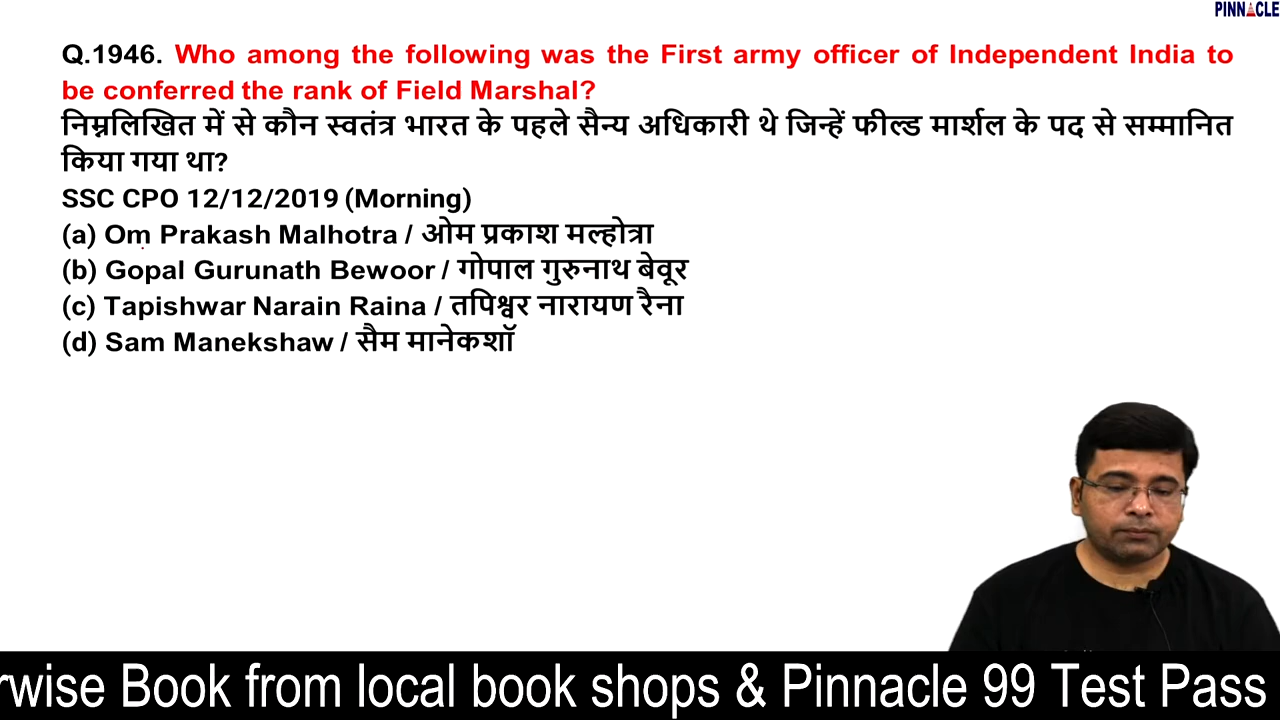 PINNACLE
Q.1946. Who among the following was the First army officer of Independent India to
be conferred the rank of Field Marshal?
निम्नलिखित में से कौन स्वतंत्र भारत के पहले सैन्य अधिकारी थे जिन्हें फील्ड मार्शल के पद से सम्मानित
किया गया था?
SSC CPO 12/12/2019 (Morning)
(a) Om Prakash Malhotra / ओम प्रकाश मल्होत्रा
(b) Gopal Gurunath Bewoor / गोपाल गुरुनाथ बेवूर
(c) Tapishwar Narain Raina / तपिश्वर नारायण रैना
(d) Sam Manekshaw / सैम मानेकशॉ
rwise Book from local book shops & Pinnacle 99 Test Pass